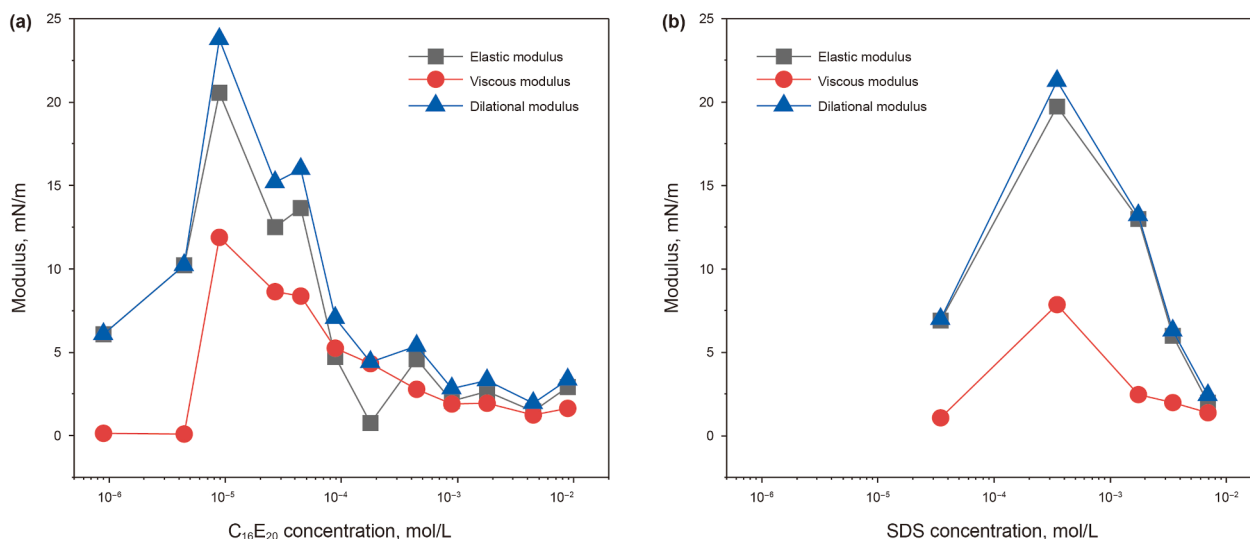 (a)
25
20
15
10
5
0
Modulus, mN/m
Elastic modulus
Viscous modulus
Dilational modulus
10⁻⁶ 10⁻⁵ 10⁻⁴ 10⁻³ 10⁻²
C₁₆E₂₀ concentration, mol/L
(b)
25
20
15
10
5
0
Modulus, mN/m
Elastic modulus
Viscous modulus
Dilational modulus
10⁻⁶ 10⁻⁵ 10⁻⁴ 10⁻³ 10⁻²
SDS concentration, mol/L